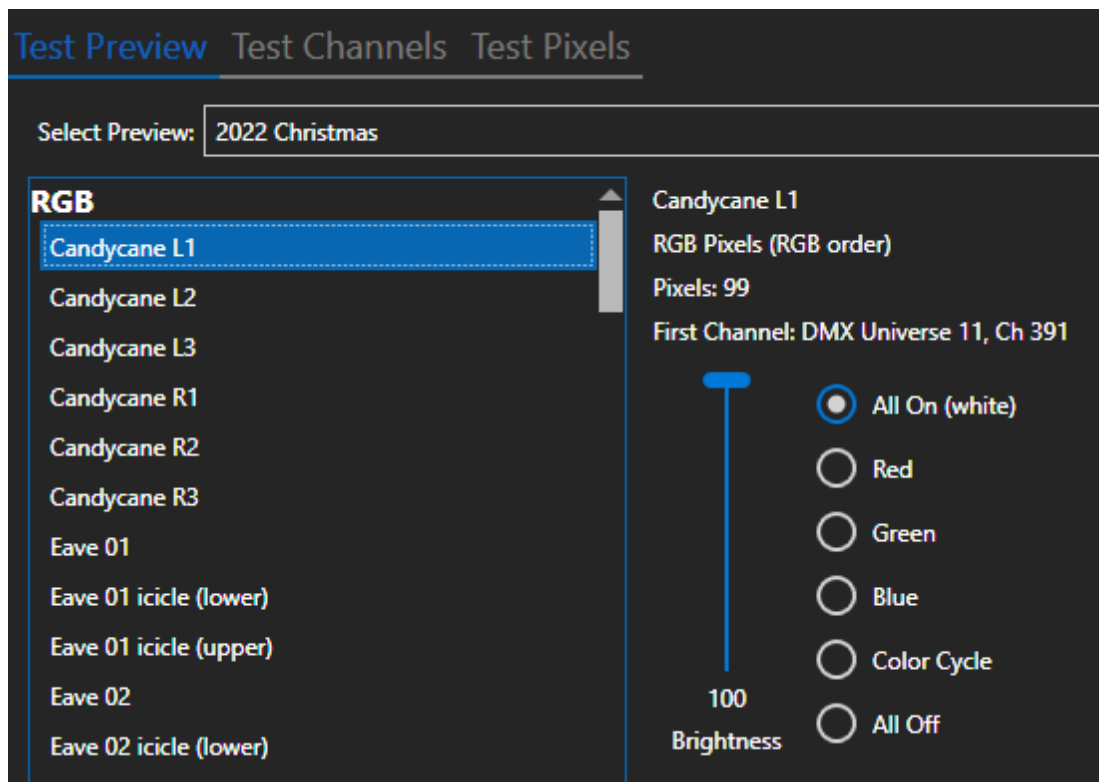 Test Preview Test Channels Test Pixels
Select Preview: 2022 Christmas
RGB
Candycane L1
Candycane L2
Candycane L3
Candycane R1
Candycane R2
Candycane R3
Eave 01
Eave 01 icicle (lower)
Eave 01 icicle (upper)
Eave 02
Eave 02 icicle (lower)
Candycane L1
RGB Pixels (RGB order)
Pixels: 99
First Channel: DMX Universe 11, Ch 391
All On (white)
Red
Green
Blue
Color Cycle
All Off
100
Brightness